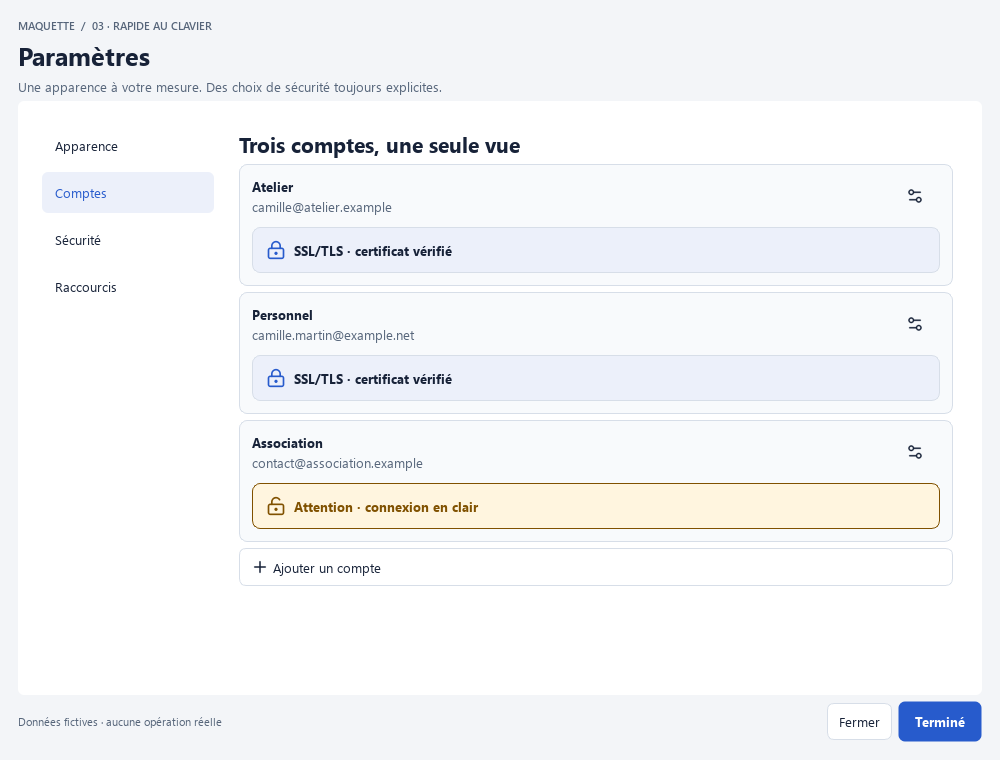 MAQUETTE / 03 · RAPIDE AU CLAVIER
Paramètres
Une apparence à votre mesure. Des choix de sécurité toujours explicites.
Apparence
Comptes
Sécurité
Raccourcis
Trois comptes, une seule vue
Atelier
camille@atelier.example
SSL/TLS · certificat vérifié
Personnel
camille.martin@example.net
SSL/TLS · certificat vérifié
Association
contact@association.example
Attention · connexion en clair
Ajouter un compte
Données fictives · aucune opération réelle
Fermer
Terminé